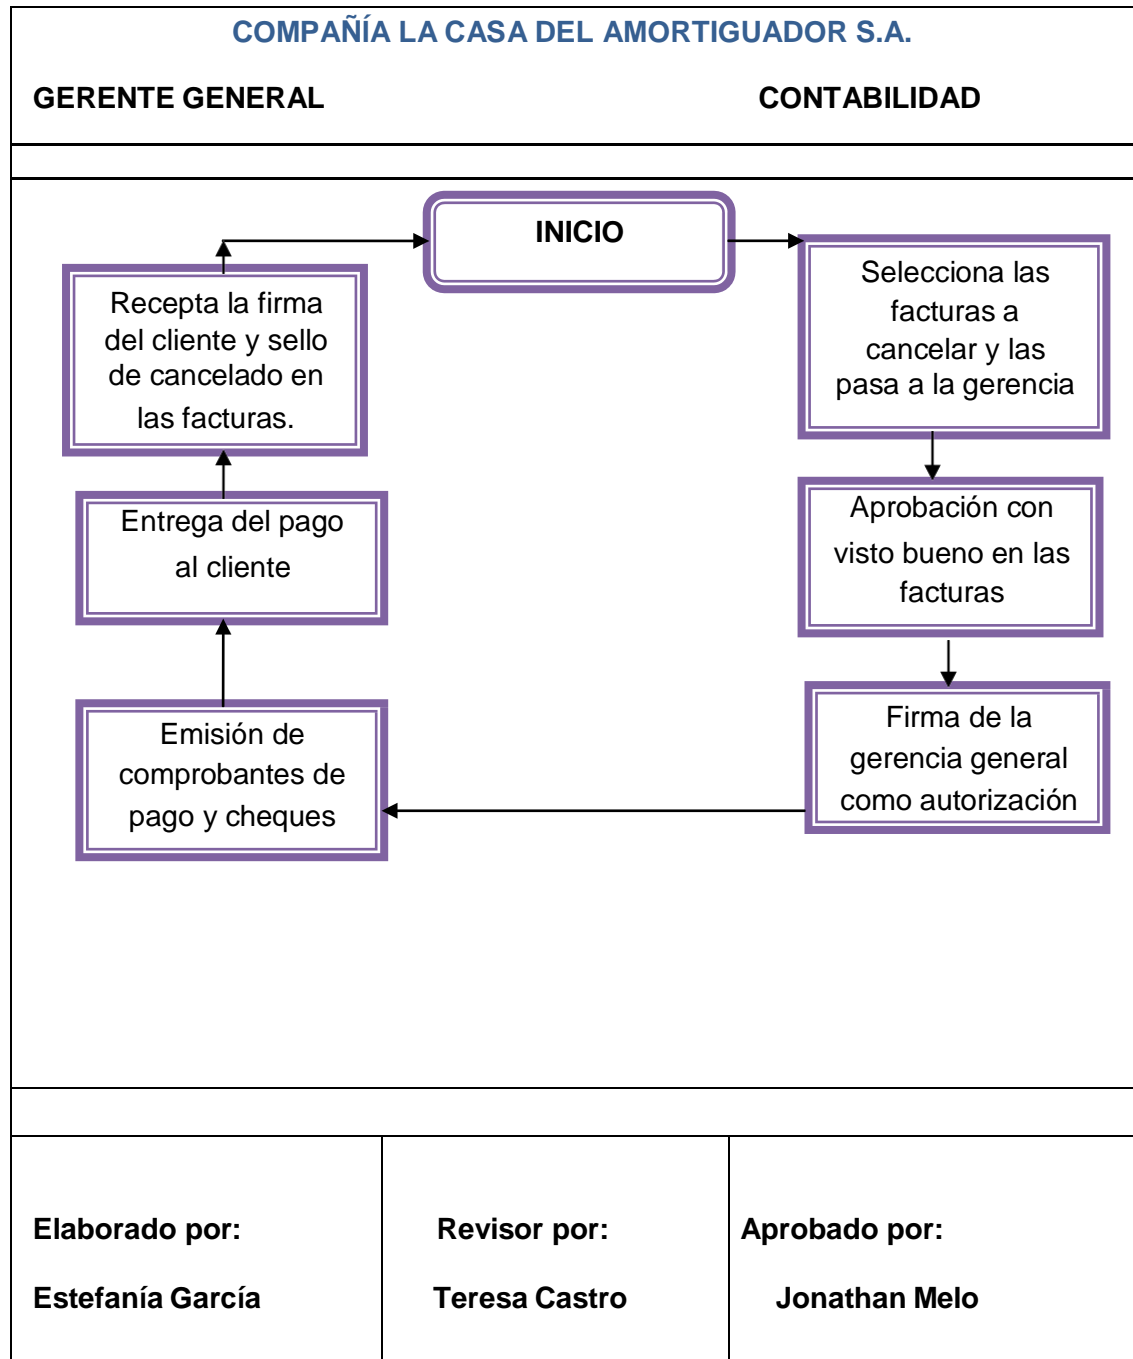 COMPAÑÍA LA CASA DEL AMORTIGUADOR S.A.
GERENTE GENERAL CONTABILIDAD
INICIO
Selecciona las
facturas a
cancelar y las
pasa a la gerencia
Aprobación con
visto bueno en las
facturas
Firma de la
gerencia general
como autorización
Emisión de
comprobantes de
pago y cheques
Entrega del pago
al cliente
Recepta la firma
del cliente y sello
de cancelado en
las facturas.
Elaborado por:
Estefanía García
Revisor por:
Teresa Castro
Aprobado por:
Jonathan Melo